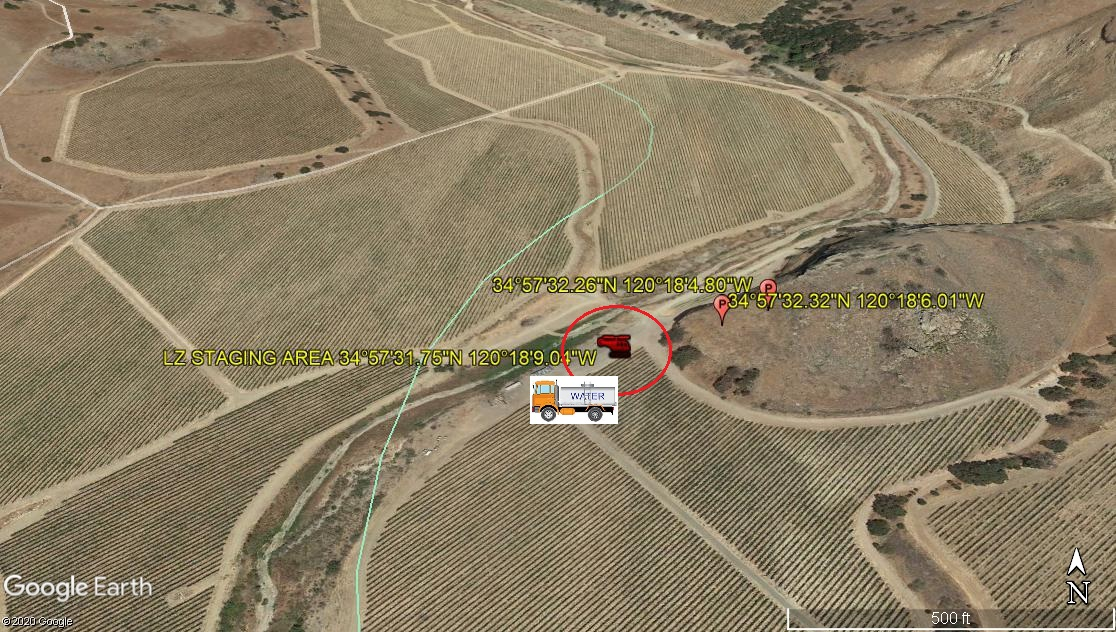 34°57'32.26"N 120°18'4.80"W
P
P
34°57'32.32"N 120°18'6.01"W
LZ STAGING AREA 34°57'31.75"N 120°18'9.04"W
WATER
Google Earth
N
©2020 Google
500 ft